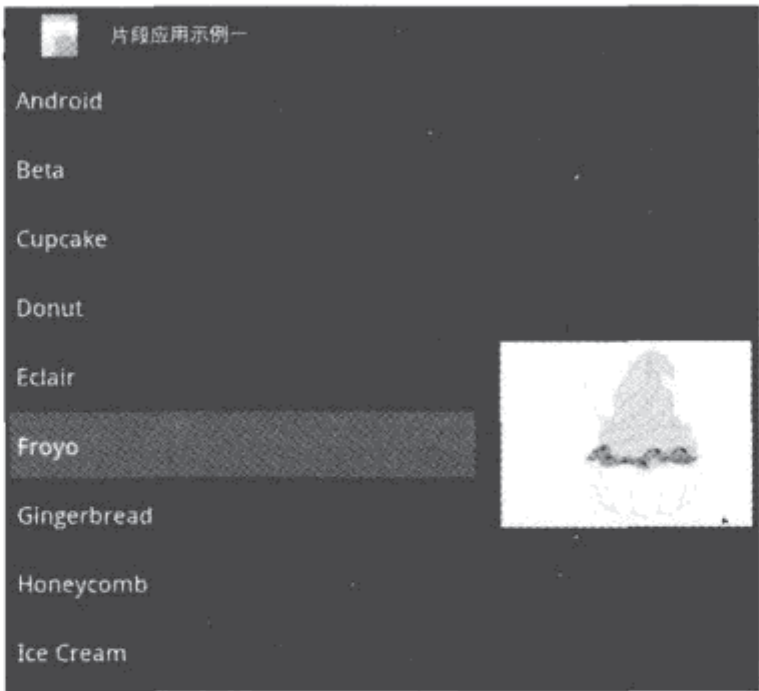 片段应用示例一
Android
Beta
Cupcake
Donut
Eclair
Froyo
Gingerbread
Honeycomb
Ice Cream